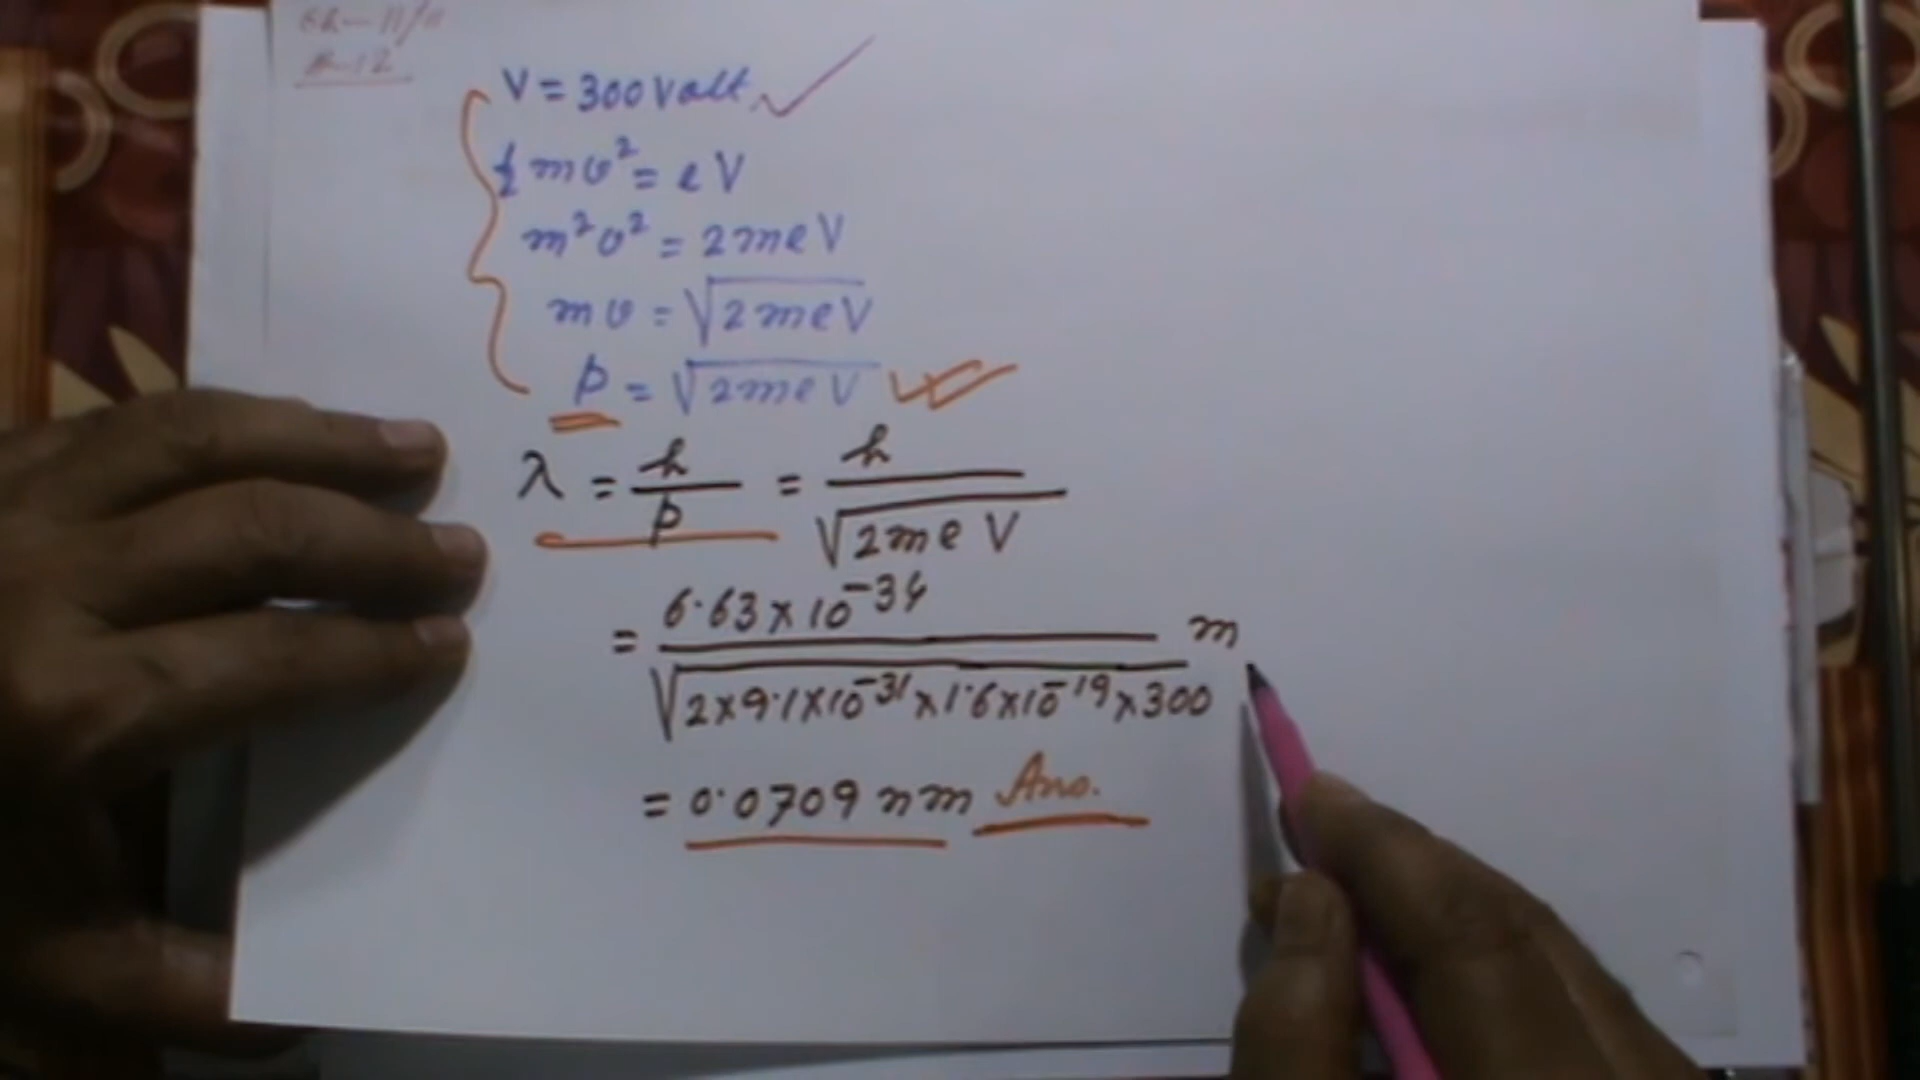 V = 300 Volt
½ mv² = eV
m²v² = 2meV
mv = √2meV
p = √2meV
λ = h/p = h/√2meV
= 6.63×10⁻³⁴/√2×9.1×10⁻³¹×1.6×10⁻¹⁹×300 m
= 0.0709 nm Ans.